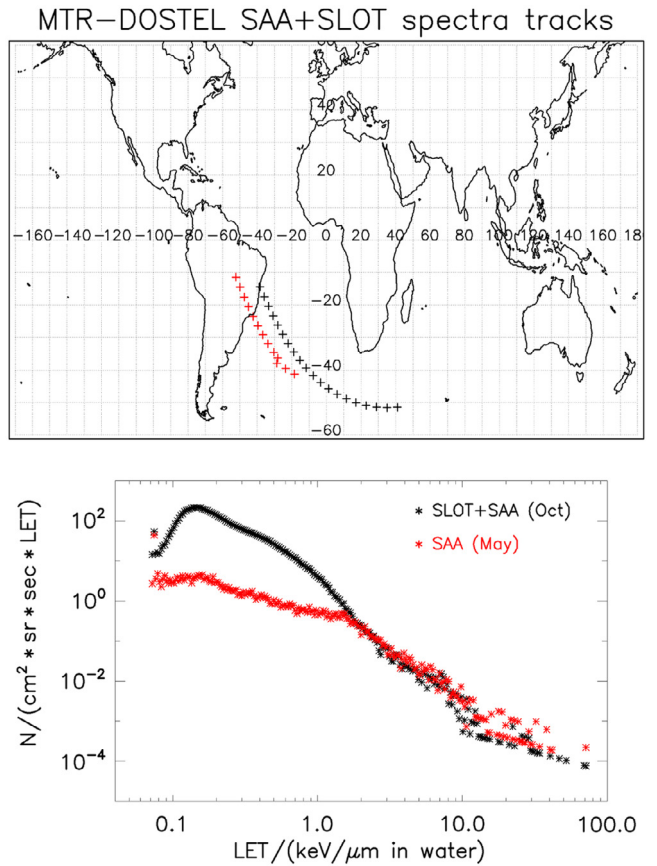 MTR-DOSTEL SAA+SLOT spectra tracks
40
20
-160 -140 -120 -100 -80 -60 -40 -20 0 20 40 60 80 100 120 140 160 18
-20
-40
-60
N/(cm²*sr*sec*LET)
10²
10⁰
10⁻²
10⁻⁴
SLOT+SAA (Oct)
SAA (May)
0.1 1.0 10.0 100.0
LET/(keV/μm in water)